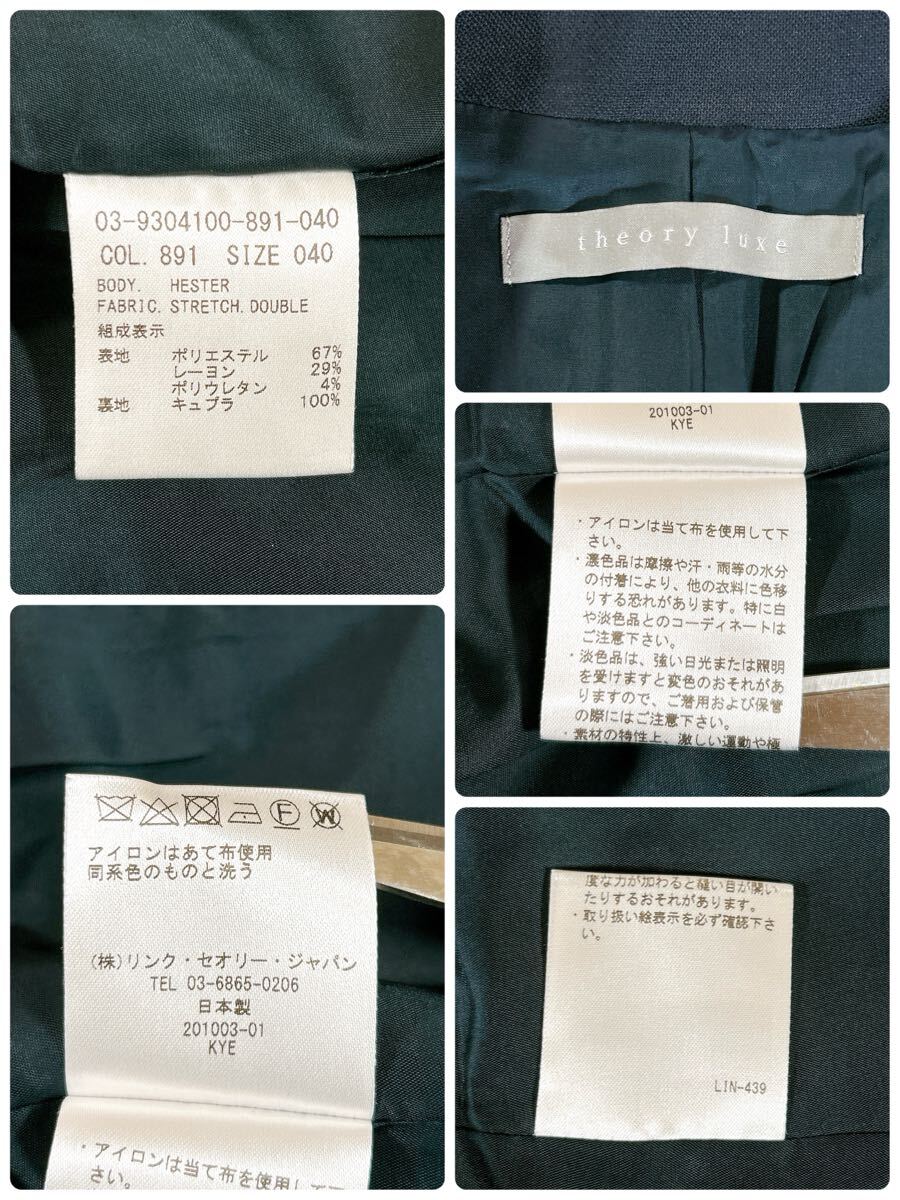 03-9304100-891-040
COL. 891 SIZE 040
BODY. HESTER
FABRIC. STRETCH. DOUBLE
組成表示
表地 ポリエステル 67%
レーヨン 29%
ポリウレタン 4%
裏地 キュプラ 100%
theory luxe
201003-01
KYE
・アイロンは当て布を使用して下
さい。
・濃色品は摩擦や汗・雨等の水分
の付着により、他の衣料に色移
りする恐れがあります。特に白
や淡色品とのコーディネートは
ご注意下さい。
・淡色品は、強い日光または照明
を受けますと変色のおそれがあ
りますので、ご着用および保管
の際にはご注意下さい。
・素材の特性上、激しい運動や極
F
W
アイロンはあて布使用
同系色のものと洗う
(株)リンク・セオリー・ジャパン
TEL 03-6865-0206
日本製
201003-01
KYE
・アイロンは当て布を使用して下
さい。
度な力が加わると縫い目が開い
たりするおそれがあります。
・取り扱い絵表示を必ず確認下さ
い。
LIN-439